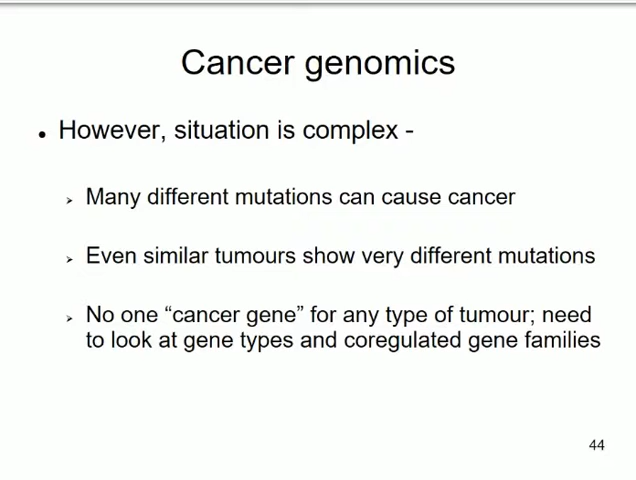 Cancer genomics
• However, situation is complex -
➢ Many different mutations can cause cancer
➢ Even similar tumours show very different mutations
➢ No one “cancer gene” for any type of tumour; need
to look at gene types and coregulated gene families
44